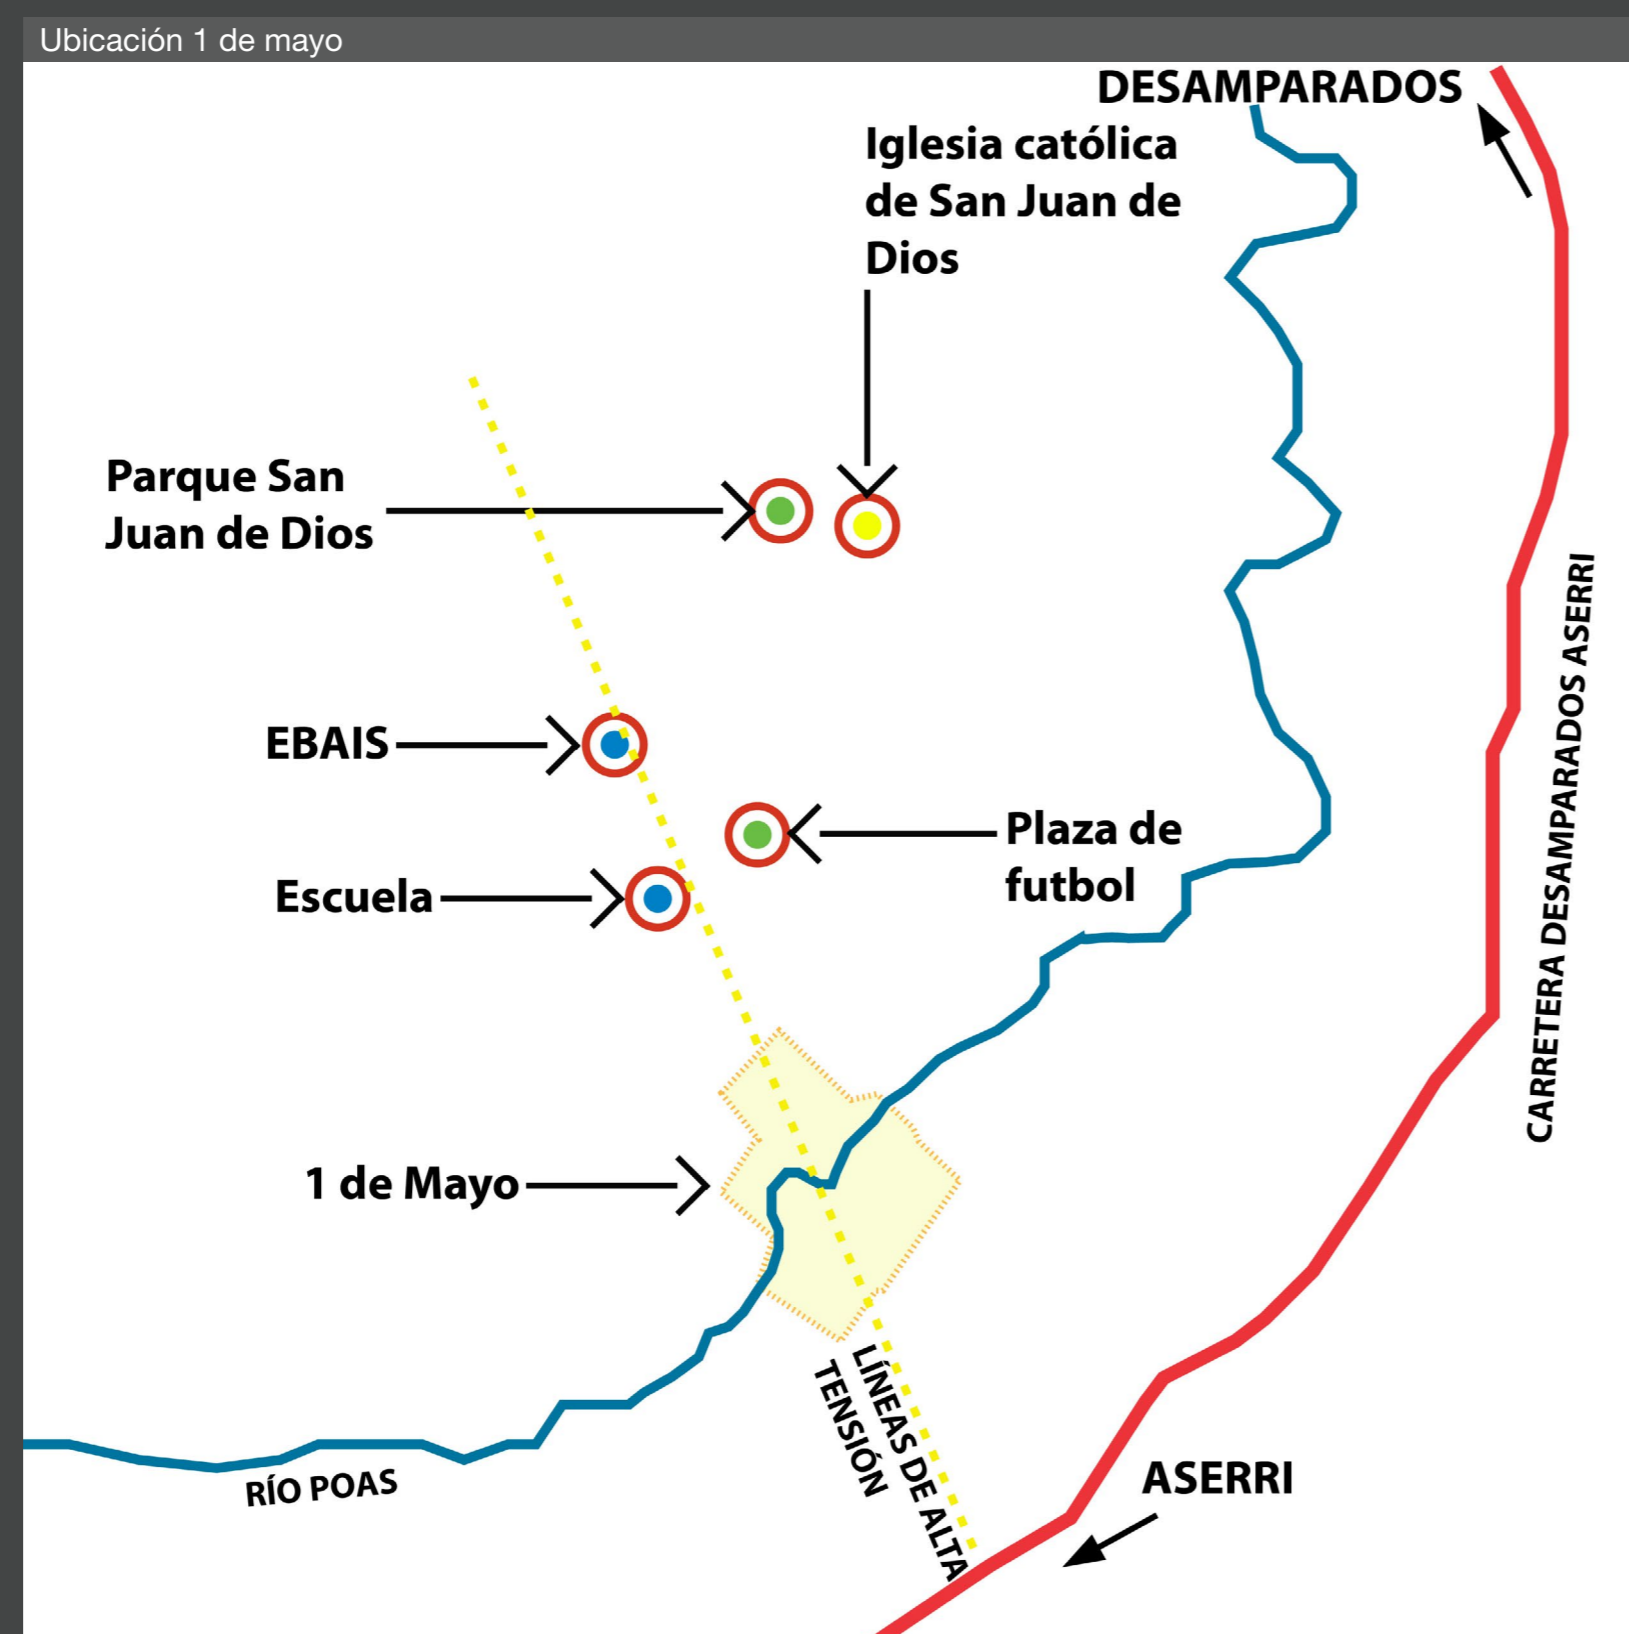 Ubicación 1 de mayo
DESAMPARADOS
Iglesia católica
de San Juan de
Dios
Parque San
Juan de Dios
EBAIS
Plaza de
futbol
Escuela
CARRETERA DESAMPARADOS ASERRI
1 de Mayo
LÍNEAS DE ALTA
TENSIÓN
RÍO POAS
ASERRI